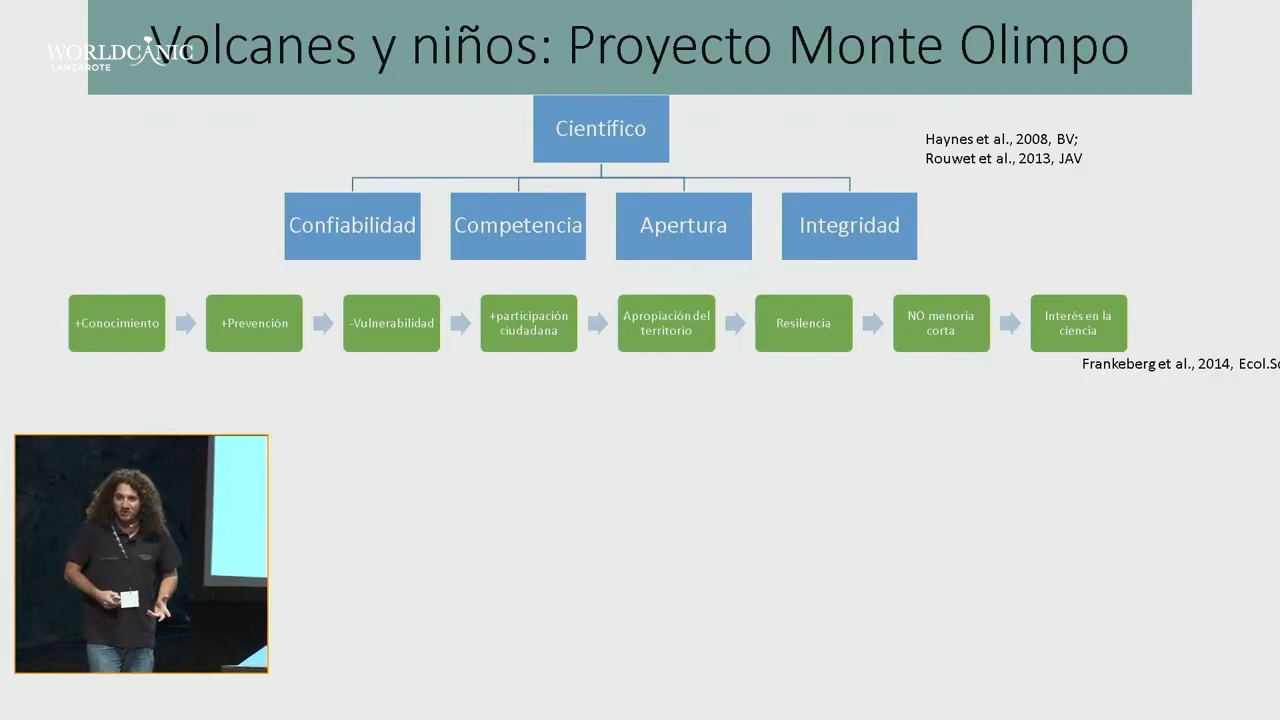 WORLDCANIC
LANZAROTE
Volcanes y niños: Proyecto Monte Olimpo
Científico
Haynes et al., 2008, BV;
Rouwet et al., 2013, JAV
Confiabilidad
Competencia
Apertura
Integridad
+Conocimiento
+Prevención
-Vulnerabilidad
+participación
ciudadana
Apropiación del
territorio
Resilencia
NO menoria
corta
Interés en la
ciencia
Frankeberg et al., 2014, Ecol.So